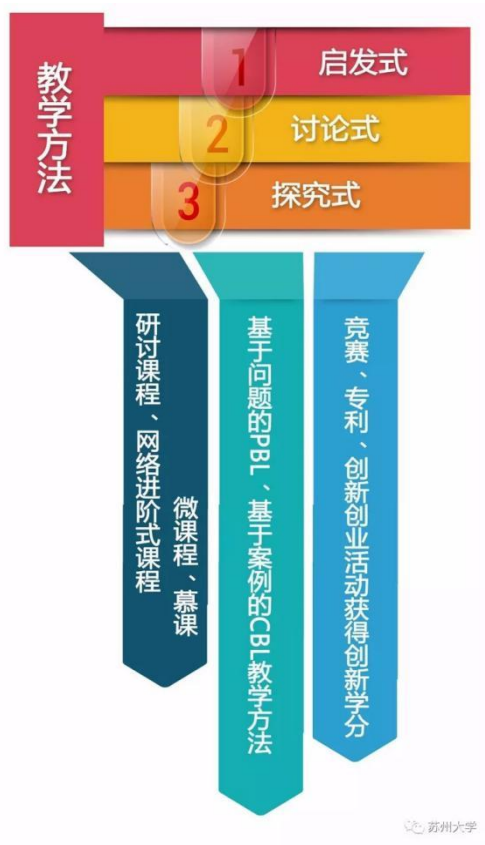 教学方法
1 启发式
2 讨论式
3 探究式
研讨课程、网络进阶式课程
微课程、慕课
基于问题的PBL、基于案例的CBL教学方法
竞赛、专利、创新创业活动获得创新学分
苏州大学